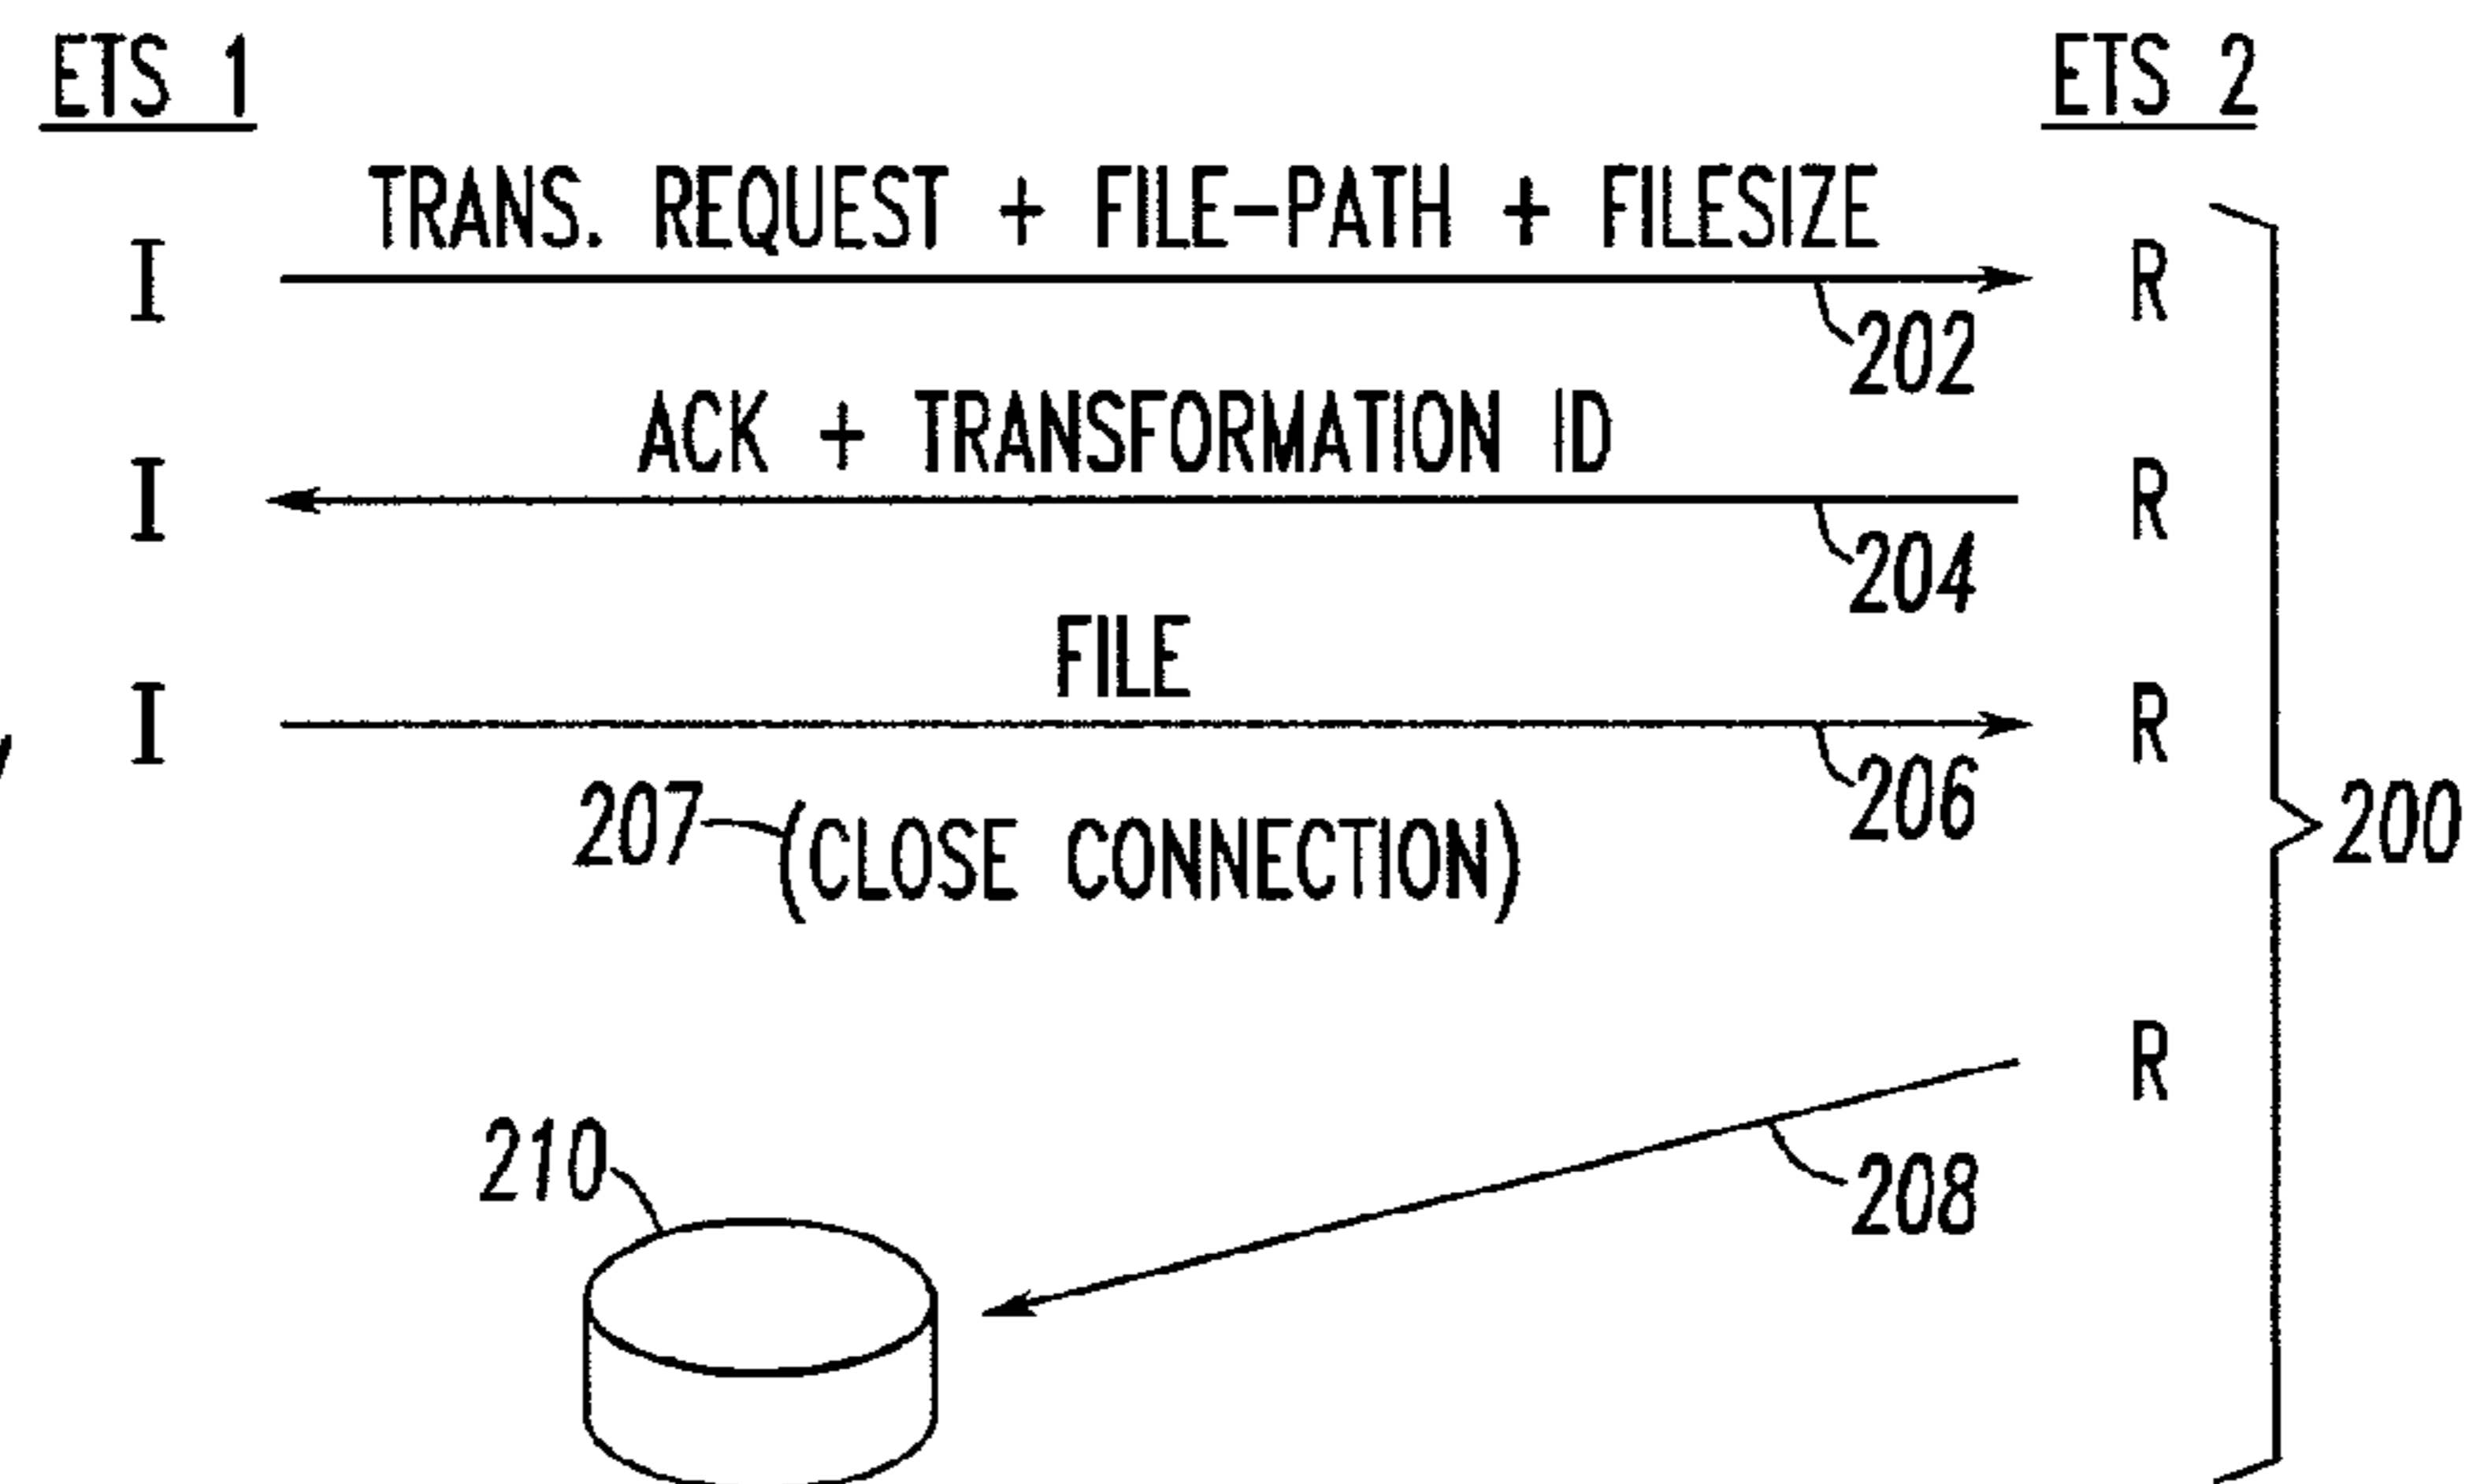 ETS 1 ETS 2
TRANS. REQUEST + FILE-PATH + FILESIZE
I R
202
ACK + TRANSFORMATION ID
I R
204
FILE
I R
206
207 (CLOSE CONNECTION)
200
R
208
210